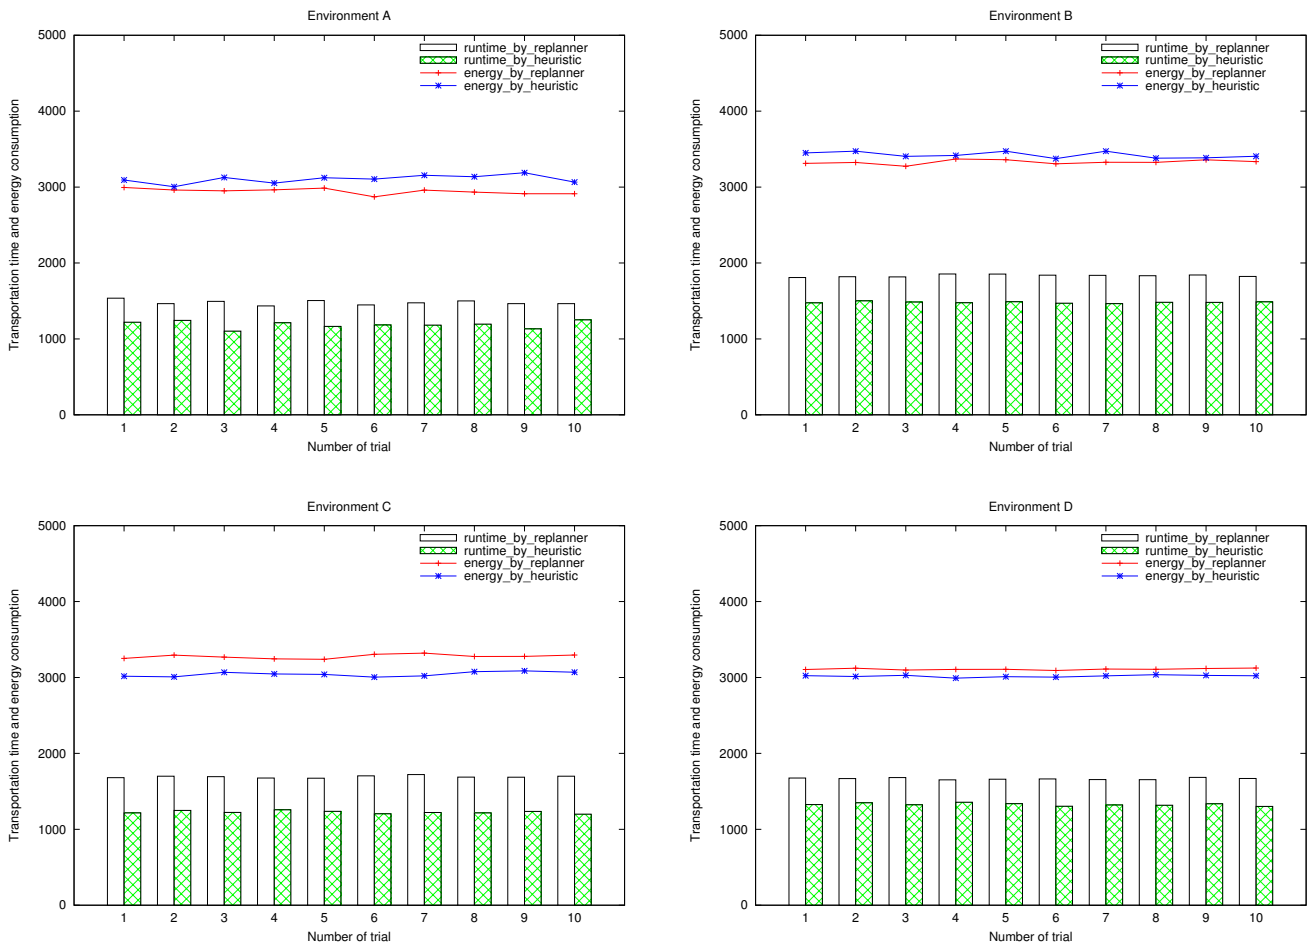 Environment A
5000
4000
3000
2000
1000
0
Transportation time and energy consumption
runtime_by_replanner
runtime_by_heuristic
energy_by_replanner
energy_by_heuristic
1 2 3 4 5 6 7 8 9 10
Number of trial
Environment B
5000
4000
3000
2000
1000
0
Transportation time and energy consumption
runtime_by_replanner
runtime_by_heuristic
energy_by_replanner
energy_by_heuristic
1 2 3 4 5 6 7 8 9 10
Number of trial
Environment C
5000
4000
3000
2000
1000
0
Transportation time and energy consumption
runtime_by_replanner
runtime_by_heuristic
energy_by_replanner
energy_by_heuristic
1 2 3 4 5 6 7 8 9 10
Number of trial
Environment D
5000
4000
3000
2000
1000
0
Transportation time and energy consumption
runtime_by_replanner
runtime_by_heuristic
energy_by_replanner
energy_by_heuristic
1 2 3 4 5 6 7 8 9 10
Number of trial